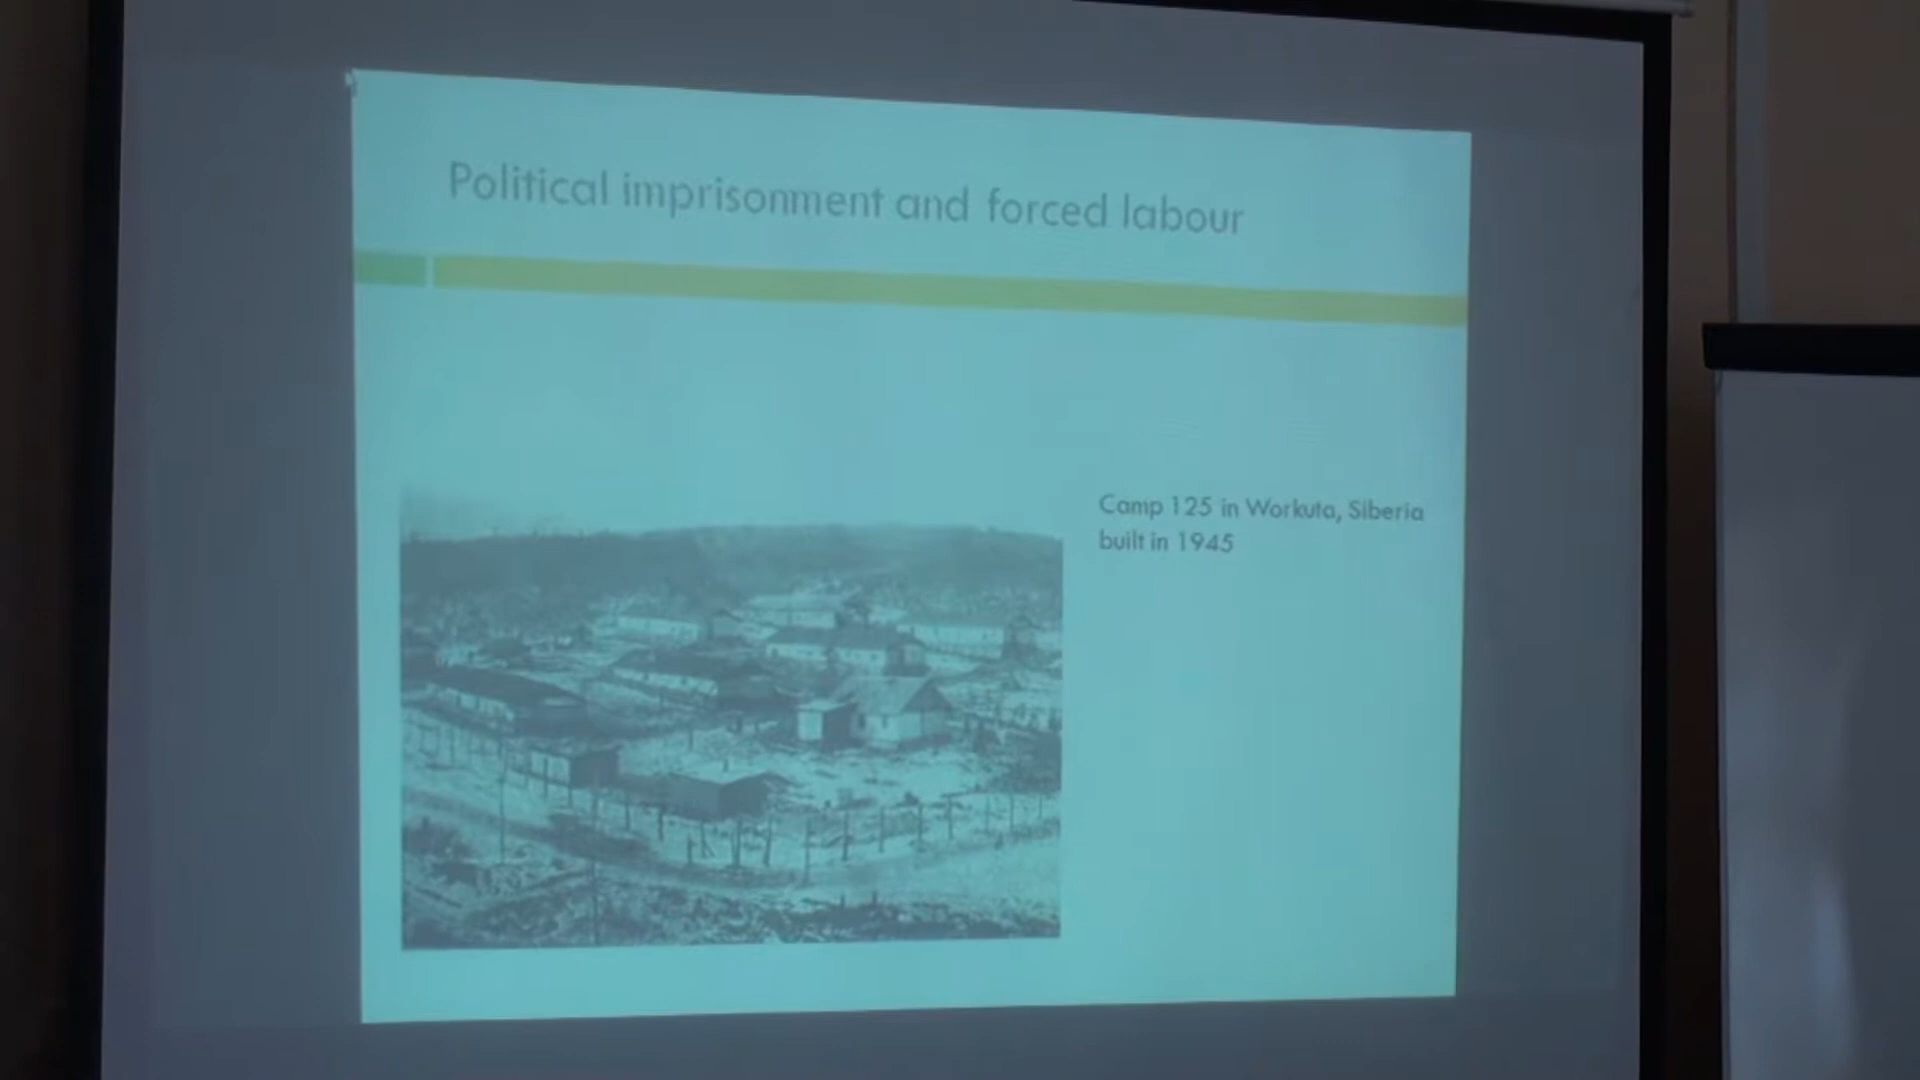 Political imprisonment and forced labour
Camp 125 in Workuta, Siberia
built in 1945